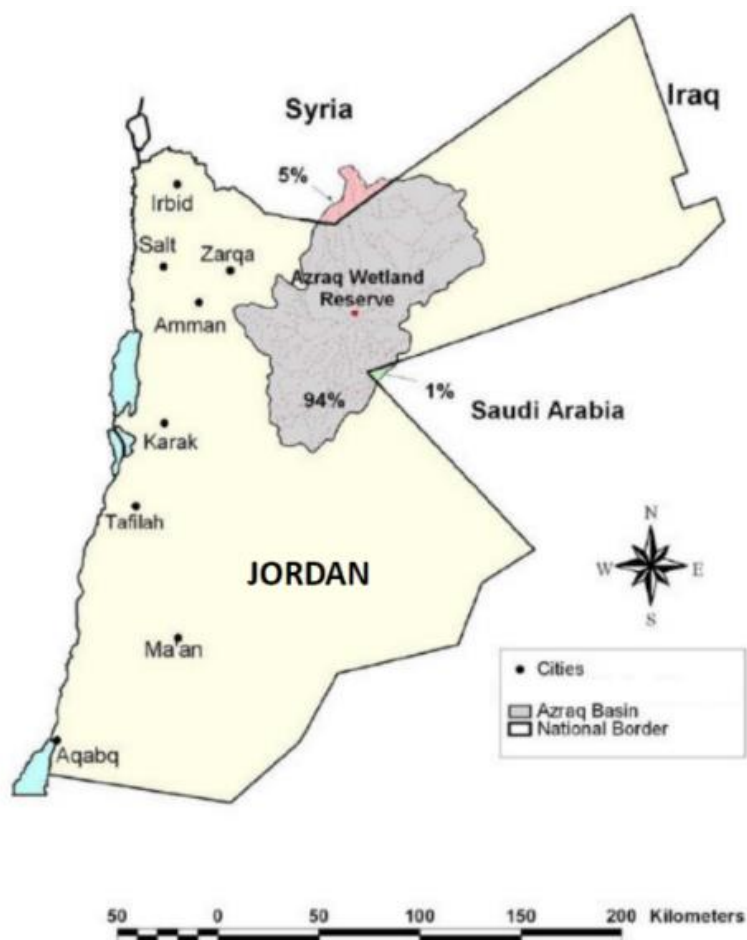 Syria
Iraq
5%
Irbid
Salt
Zarqa
Azraq Wetland
Reserve
Amman
1%
94%
Saudi Arabia
Karak
Tafilah
JORDAN
N
W
E
S
Ma'an
Cities
Azraq Basin
National Border
Aqabq
50 0 50 100 150 200 Kilometers